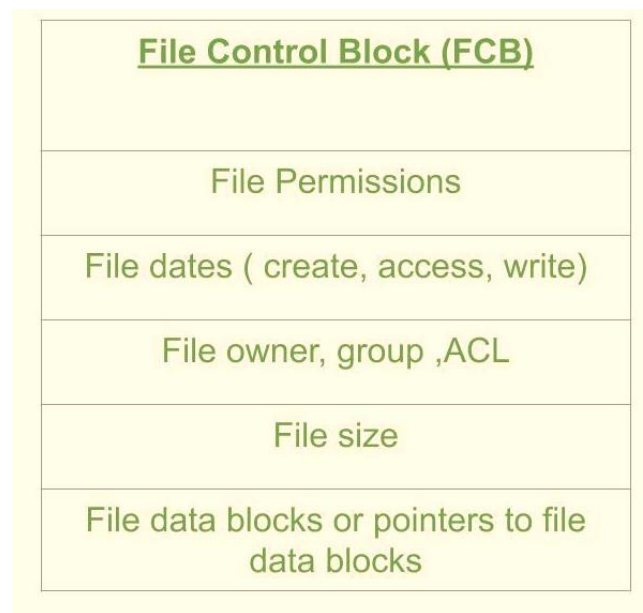 File Control Block (FCB)
File Permissions
File dates ( create, access, write)
File owner, group ,ACL
File size
File data blocks or pointers to file
data blocks